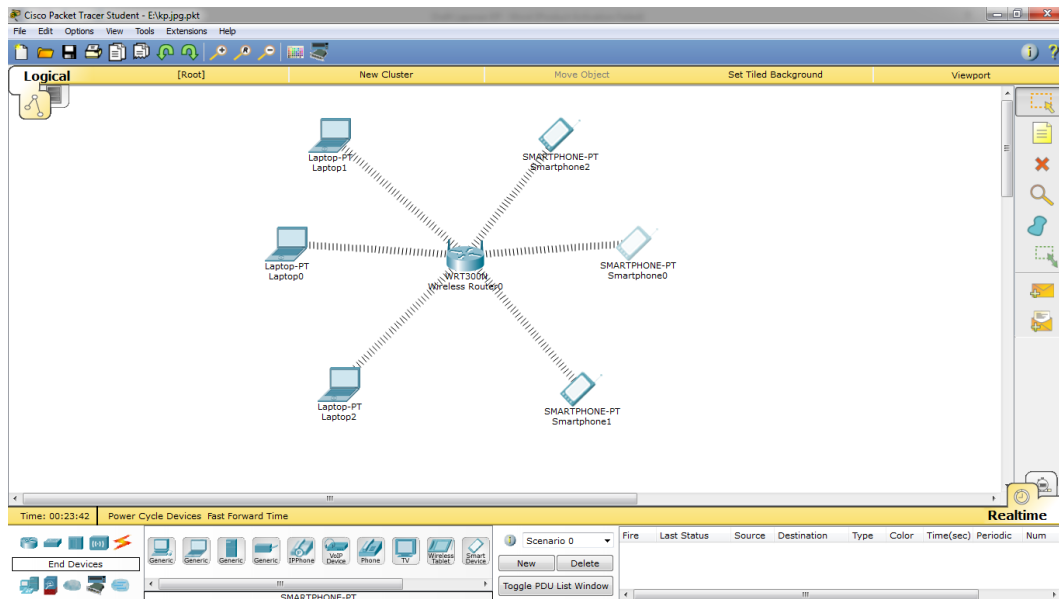 Cisco Packet Tracer Student - E:\kp.jpg.pkt
File Edit Options View Tools Extensions Help
Logical [Root] New Cluster Move Object Set Tiled Background Viewport
Laptop-PT
Laptop1
SMARTPHONE-PT
Smartphone2
Laptop-PT
Laptop0
SMARTPHONE-PT
Smartphone0
WRT300N
Wireless Router0
Laptop-PT
Laptop2
SMARTPHONE-PT
Smartphone1
Time: 00:23:42 Power Cycle Devices Fast Forward Time Realtime
End Devices
Generic Generic Generic Generic IPPhone VoIP Device Phone TV Wireless Tablet Smart Device
SMARTPHONE-PT
Scenario 0
New Delete
Toggle PDU List Window
Fire Last Status Source Destination Type Color Time(sec) Periodic Num